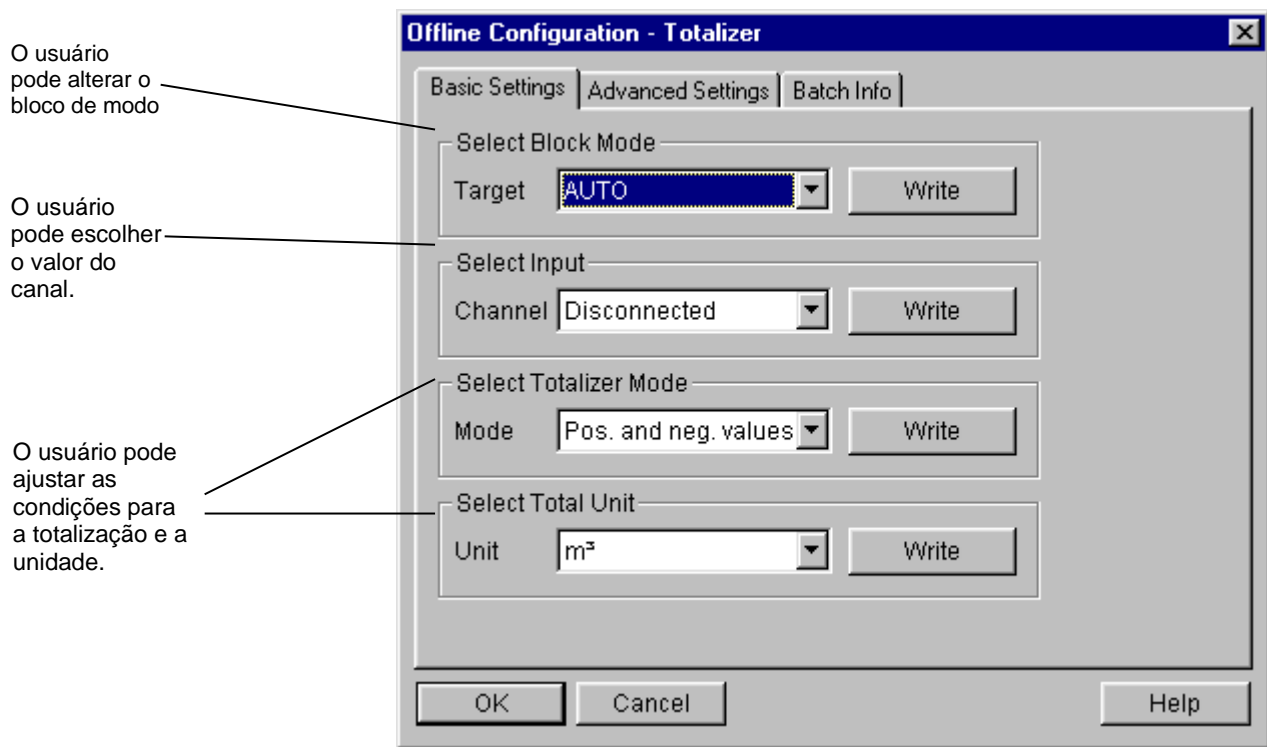 O usuário
pode alterar o
bloco de modo
O usuário
pode escolher
o valor do
canal.
O usuário pode
ajustar as
condições para
a totalização e a
unidade.
Offline Configuration - Totalizer
Basic Settings Advanced Settings Batch Info
Select Block Mode
Target AUTO Write
Select Input
Channel Disconnected Write
Select Totalizer Mode
Mode Pos. and neg. values Write
Select Total Unit
Unit m³ Write
OK Cancel Help